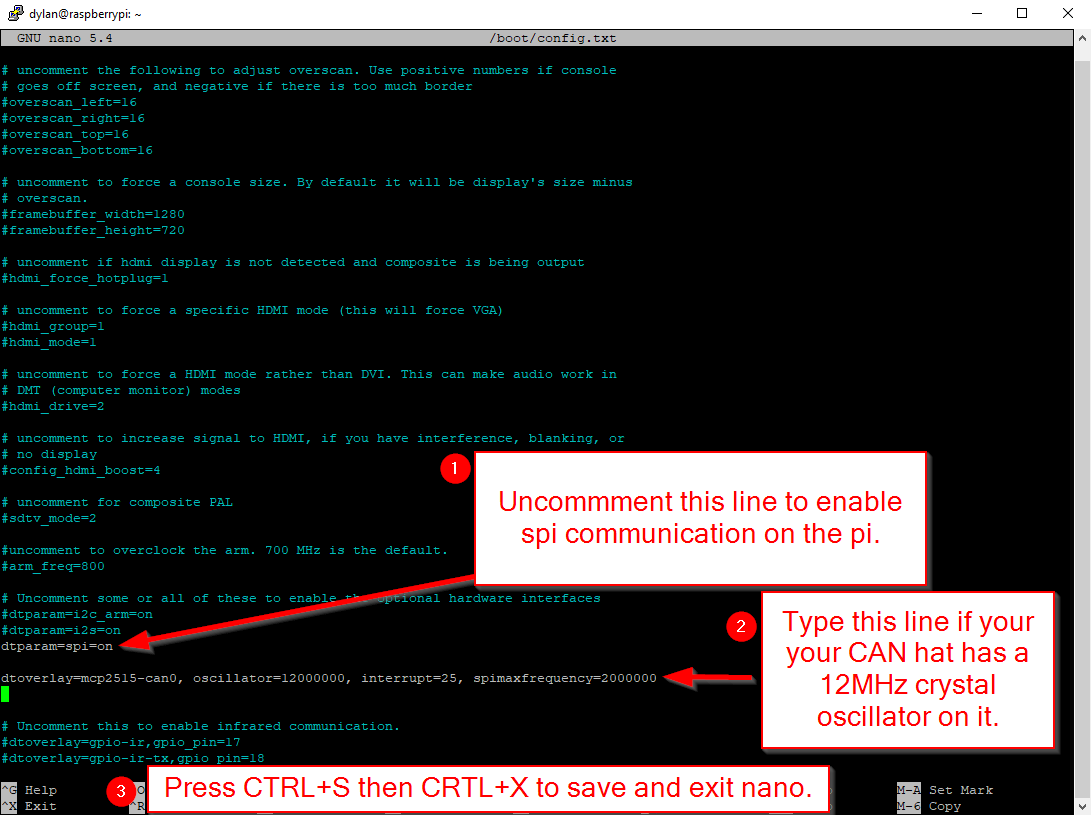 dylan@raspberrypi: ~
GNU nano 5.4 /boot/config.txt
# uncomment the following to adjust overscan. Use positive numbers if console
# goes off screen, and negative if there is too much border
#overscan_left=16
#overscan_right=16
#overscan_top=16
#overscan_bottom=16
# uncomment to force a console size. By default it will be display's size minus
# overscan.
#framebuffer_width=1280
#framebuffer_height=720
# uncomment if hdmi display is not detected and composite is being output
#hdmi_force_hotplug=1
# uncomment to force a specific HDMI mode (this will force VGA)
#hdmi_group=1
#hdmi_mode=1
# uncomment to force a HDMI mode rather than DVI. This can make audio work in
# DMT (computer monitor) modes
#hdmi_drive=2
# uncomment to increase signal to HDMI, if you have interference, blanking, or
# no display
#config_hdmi_boost=4
# uncomment for composite PAL
#sdtv_mode=2
#uncomment to overclock the arm. 700 MHz is the default.
#arm_freq=800
1
Uncommment this line to enable
spi communication on the pi.
# Uncomment some or all of these to enable the optional hardware interfaces
#dtparam=i2c_arm=on
#dtparam=i2s=on
dtparam=spi=on
dtoverlay=mcp2515-can0, oscillator=12000000, interrupt=25, spimaxfrequency=2000000
2
Type this line if your
your CAN hat has a
12MHz crystal
oscillator on it.
# Uncomment this to enable infrared communication.
#dtoverlay=gpio-ir,gpio_pin=17
#dtoverlay=gpio-ir-tx,gpio_pin=18
3
Press CTRL+S then CRTL+X to save and exit nano.
^G Help ^O M-A Set Mark
^X Exit ^R M-6 Copy